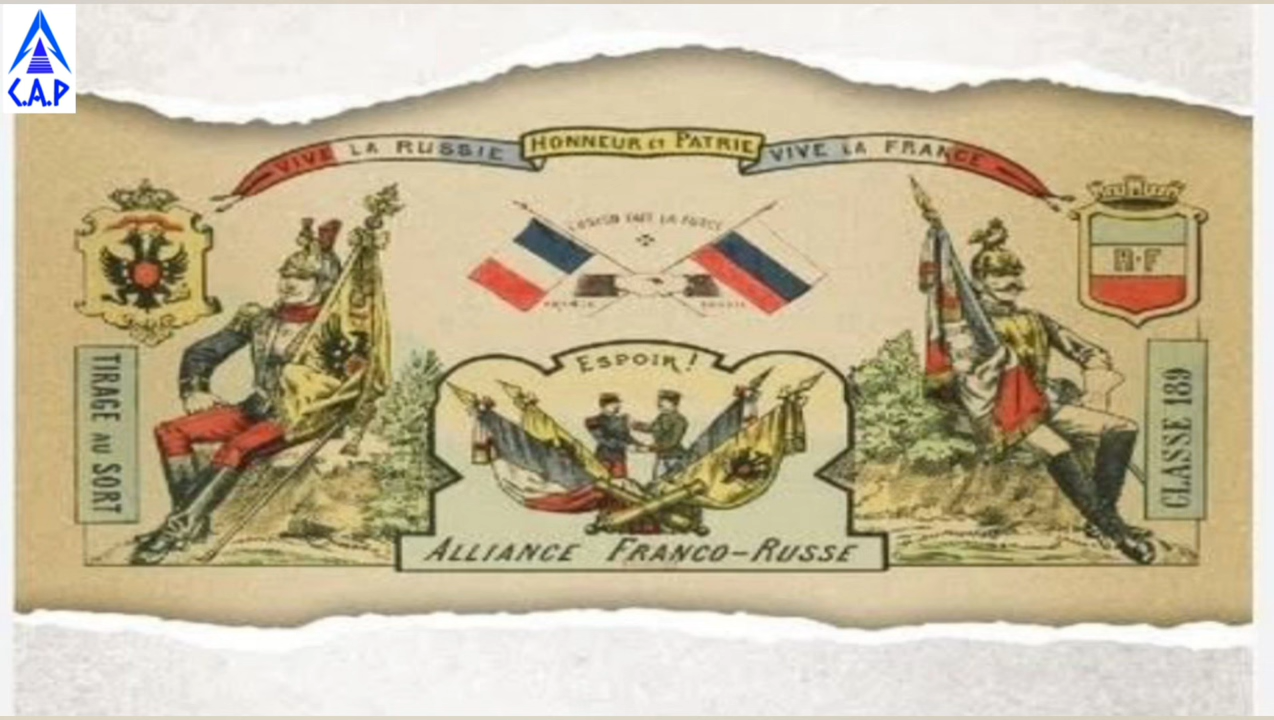 C.A.P
VIVE LA RUSSIE
HONNEUR ET PATRIE
VIVE LA FRANCE
FAIT LA FORCE
R·F
ESPOIR!
TIRAGE AU SORT
CLASSE 189
ALLIANCE FRANCO-RUSSE